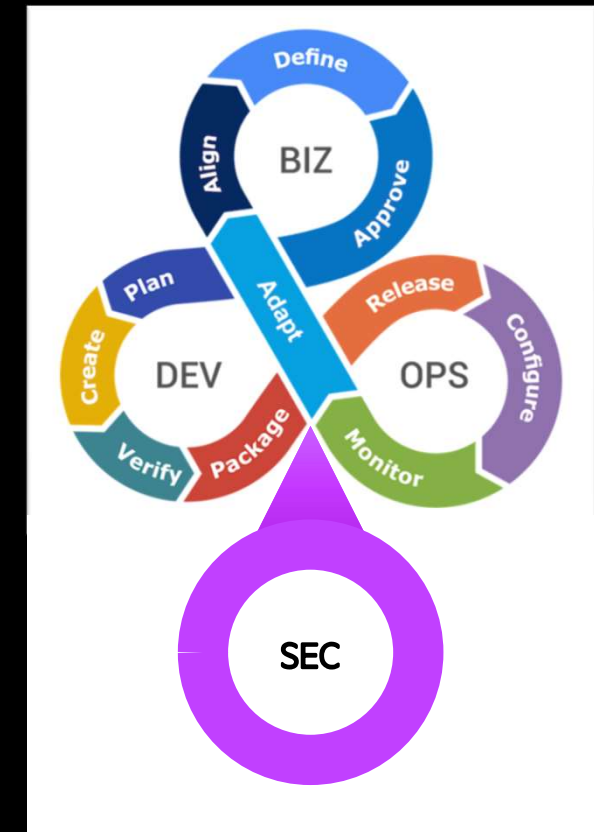 Define
Align
BIZ
Approve
Adapt
Plan
Create
DEV
Verify
Package
Release
OPS
Configure
Monitor
SEC